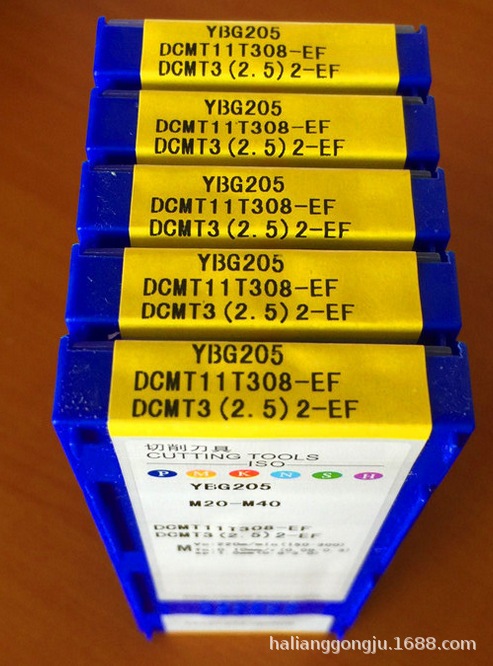 YBG205
DCMT11T308-EF
DCMT3(2.5)2-EF
YBG205
DCMT11T308-EF
DCMT3(2.5)2-EF
YBG205
DCMT11T308-EF
DCMT3(2.5)2-EF
YBG205
DCMT11T308-EF
DCMT3(2.5)2-EF
YBG205
DCMT11T308-EF
DCMT3(2.5)2-EF
切削刀具
CUTTING TOOLS
ISO
P M K N S H
YBG205
M20-M40
DCMT11T308-EF
DCMT3(2.5)2-EF
M
halianggongju.1688.com